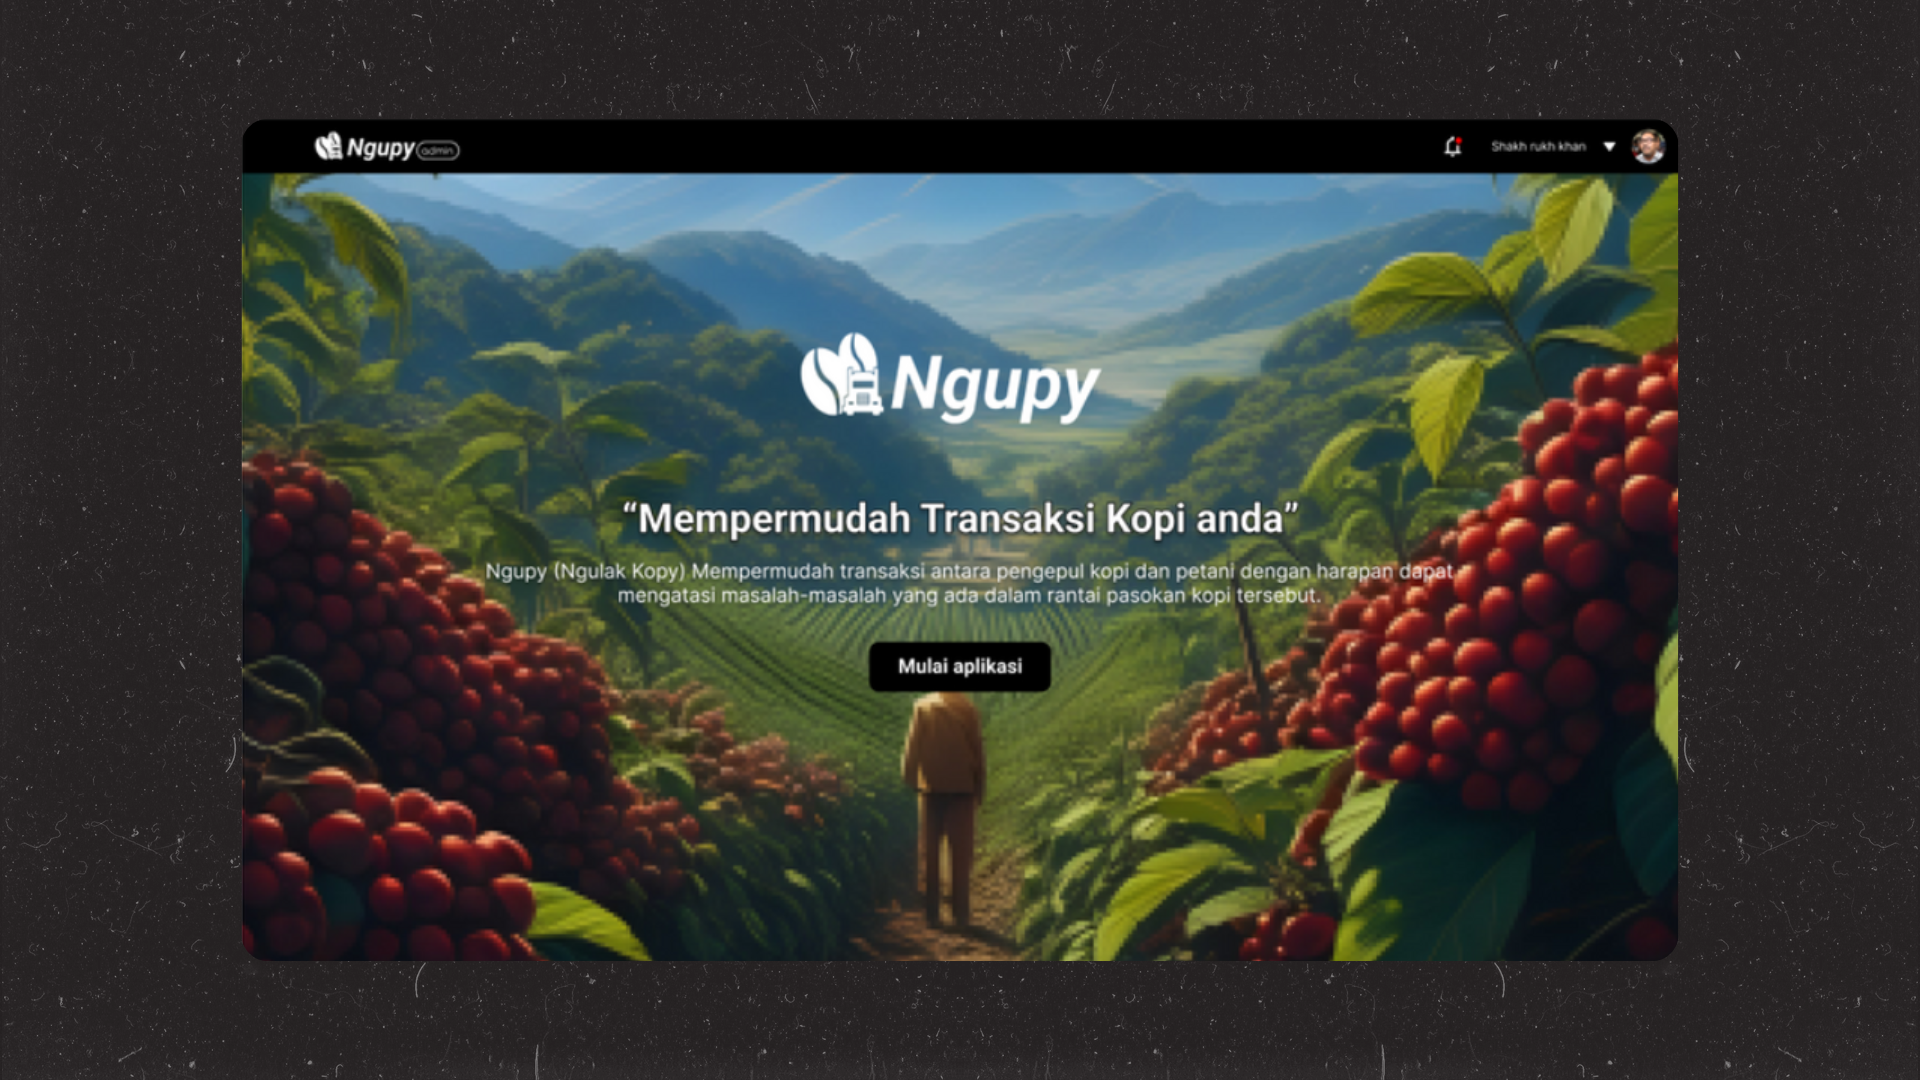 Ngupy admin
Shakh rukh khan
Ngupy
“Mempermudah Transaksi Kopi anda”
Ngupy (Ngulak Kopy) Mempermudah transaksi antara pengepul kopi dan petani dengan harapan dapat
mengatasi masalah-masalah yang ada dalam rantai pasokan kopi tersebut.
Mulai aplikasi